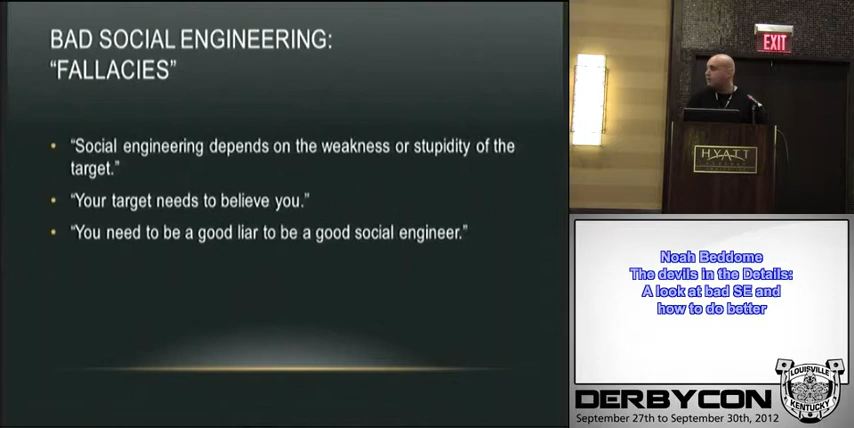 BAD SOCIAL ENGINEERING:
"FALLACIES"
• "Social engineering depends on the weakness or stupidity of the
target."
• "Your target needs to believe you."
• "You need to be a good liar to be a good social engineer."
EXIT
HYATT
Noah Beddome
The devils in the Details:
A look at bad SE and
how to do better
DERBYCON
September 27th to September 30th, 2012
LOUISVILLE
KENTUCKY